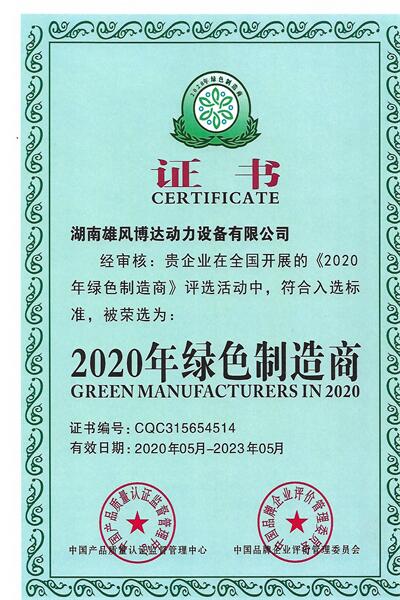 2020年绿色制造商
证书
CERTIFICATE
湖南雄风博达动力设备有限公司
经审核：贵企业在全国开展的《2020
年绿色制造商》评选活动中，符合入选标
准，被荣选为：
2020年绿色制造商
GREEN MANUFACTURERS IN 2020
证书编号：CQC315654514
有效日期：2020年05月-2023年05月
中国产品质量认证监督管理中心
中国品牌企业评价管理委员会
中国产品质量认证监督管理中心
中国品牌企业评价管理委员会